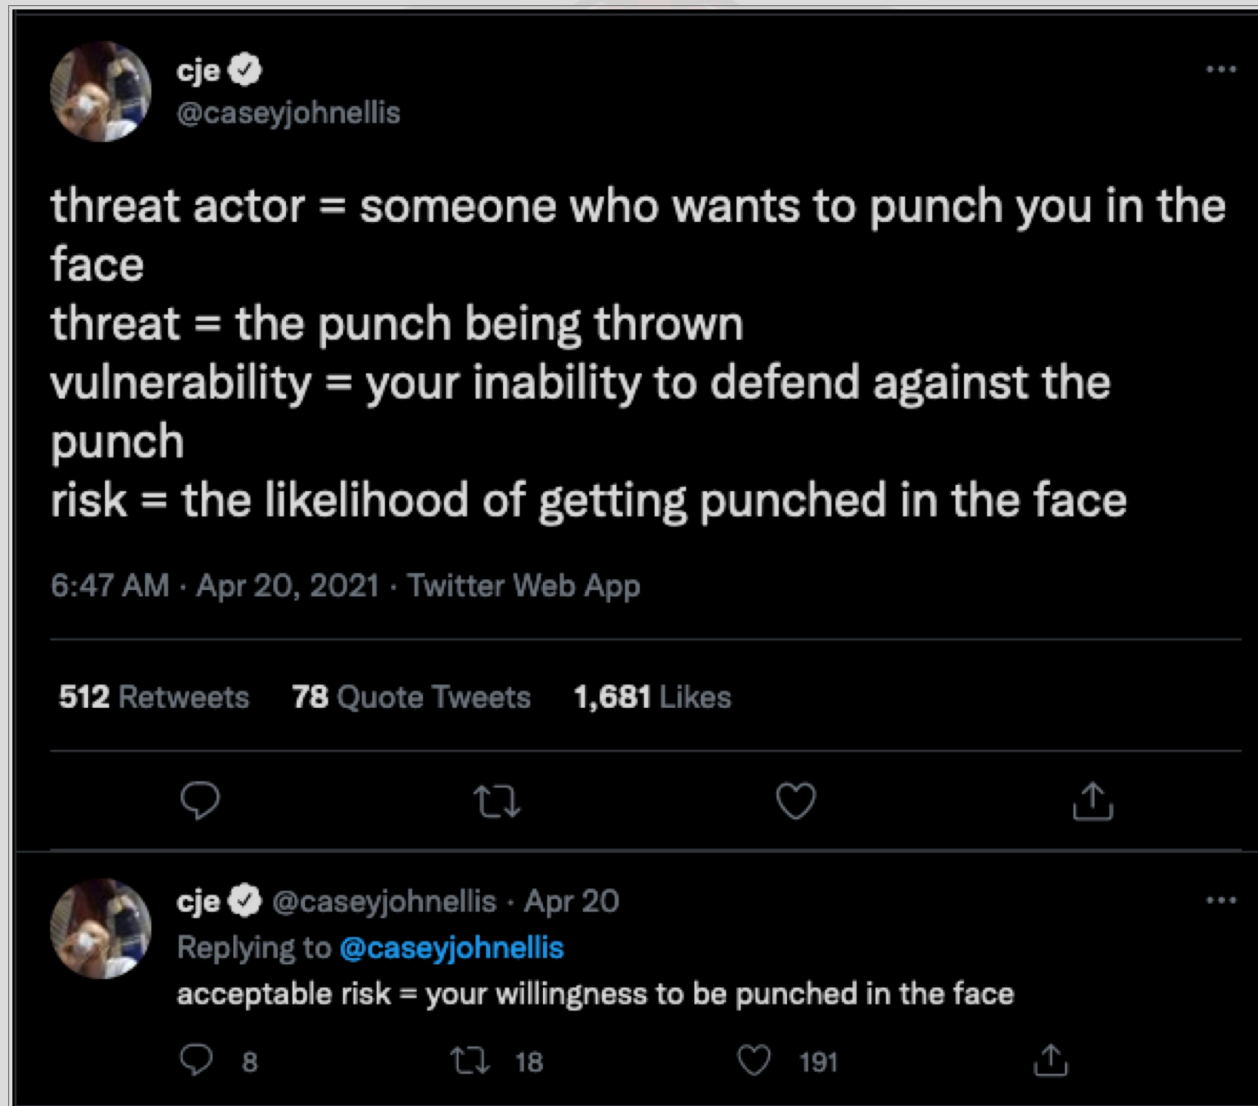 cje
@caseyjohnellis
threat actor = someone who wants to punch you in the
face
threat = the punch being thrown
vulnerability = your inability to defend against the
punch
risk = the likelihood of getting punched in the face
6:47 AM · Apr 20, 2021 · Twitter Web App
512 Retweets 78 Quote Tweets 1,681 Likes
cje @caseyjohnellis · Apr 20
Replying to @caseyjohnellis
acceptable risk = your willingness to be punched in the face
8 18 191